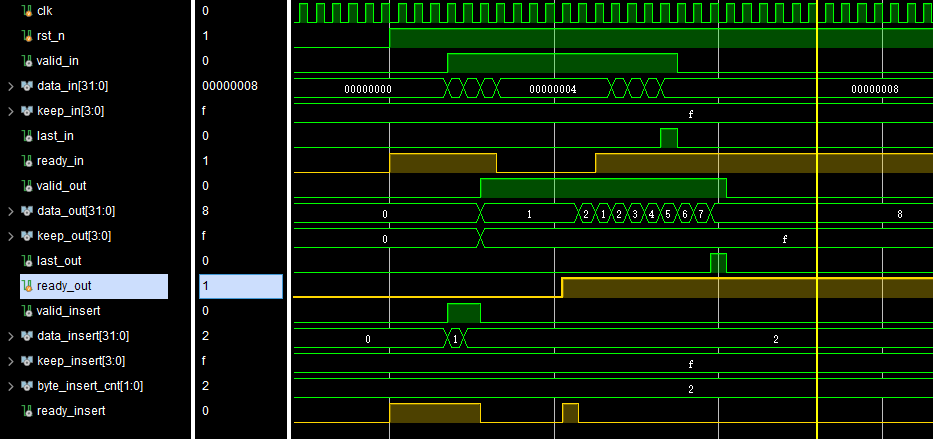 clk 0
rst_n 1
valid_in 0
data_in[31:0] 00000008 00000000 00000004 00000008
keep_in[3:0] f f
last_in 0
ready_in 1
valid_out 0
data_out[31:0] 8 0 1 2 1 2 3 4 5 6 7 8
keep_out[3:0] f 0 f
last_out 0
ready_out 1
valid_insert 0
data_insert[31:0] 2 0 1 2
keep_insert[3:0] f f
byte_insert_cnt[1:0] 2 2
ready_insert 0